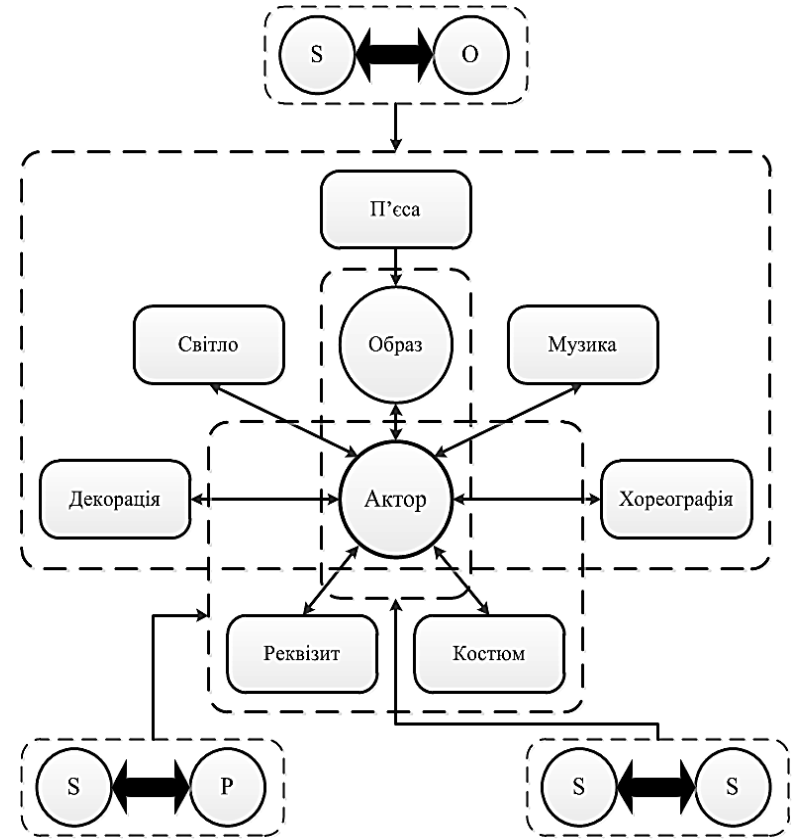 S
O
П’єса
Світло
Образ
Музика
Декорація
Актор
Хореографія
Реквізит
Костюм
S
P
S
S